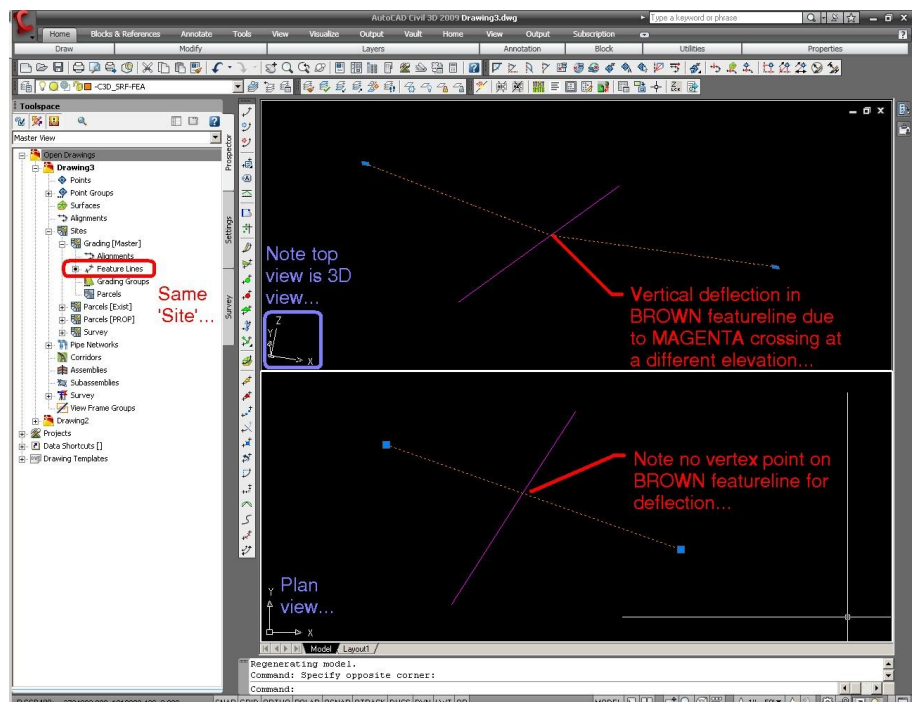 AutoCAD Civil 3D 2009 Drawing3.dwg
Type a keyword or phrase
Home Blocks & References Annotate Tools View Visualize Output Vault Home View Output Subscription
Draw Modify Layers Annotation Block Utilities Properties
-C3D_SRF-FEA
Toolspace
Master View
Open Drawings
Drawing3
Points
Point Groups
Surfaces
Alignments
Sites
Grading [Master]
Alignments
Feature Lines
Grading Groups
Parcels
Parcels [Exist]
Parcels [PROP]
Survey
Pipe Networks
Corridors
Assemblies
Subassemblies
Survey
View Frame Groups
Drawing2
Projects
Data Shortcuts []
Drawing Templates
Prospector
Settings
Survey
Same
'Site'...
Note top
view is 3D
view...
Z
Y
X
Vertical deflection in
BROWN featureline due
to MAGENTA crossing at
a different elevation...
Note no vertex point on
BROWN featureline for
deflection...
Plan
view...
Y
X
Model Layout1
Regenerating model.
Command: Specify opposite corner:
Command: